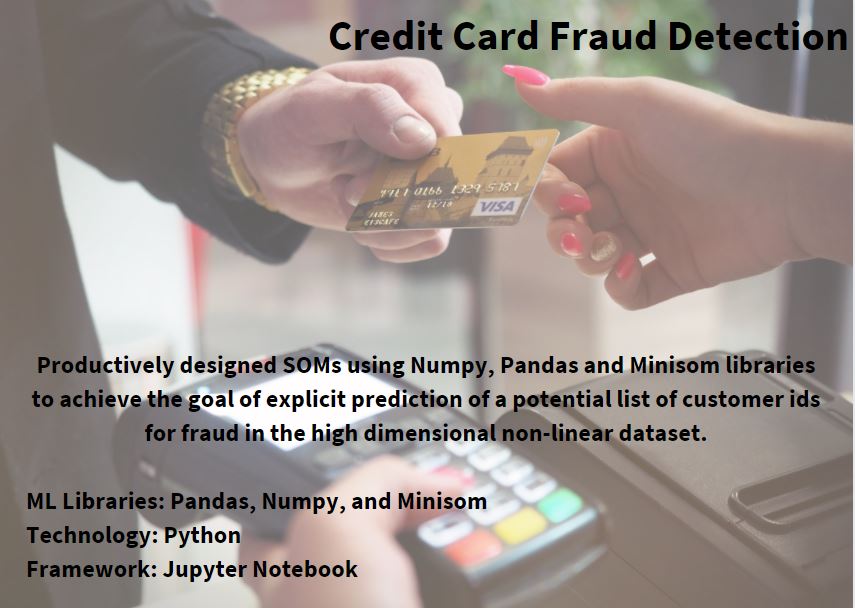 Credit Card Fraud Detection
VISA
Productively designed SOMs using Numpy, Pandas and Minisom libraries
to achieve the goal of explicit prediction of a potential list of customer ids
for fraud in the high dimensional non-linear dataset.
ML Libraries: Pandas, Numpy, and Minisom
Technology: Python
Framework: Jupyter Notebook